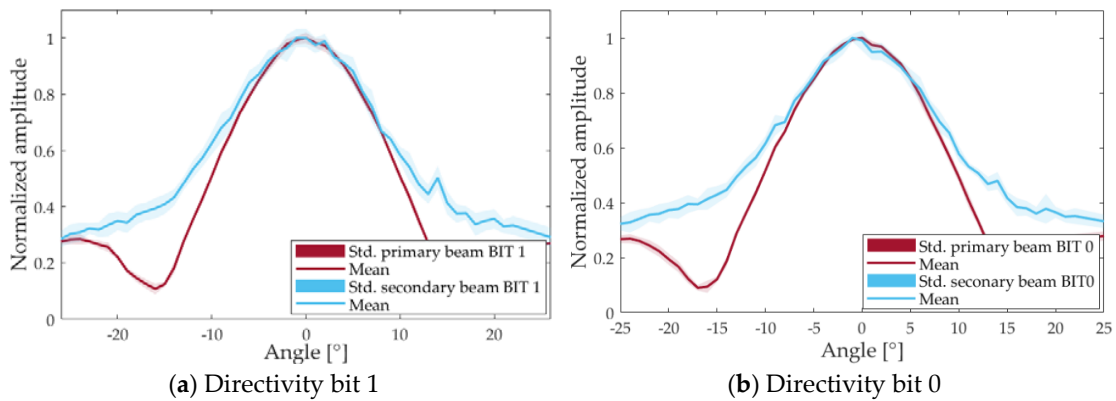 Normalized amplitude
1
0.8
0.6
0.4
0.2
0
-20 -10 0 10 20
Angle [°]
Std. primary beam BIT 1
Mean
Std. secondary beam BIT 1
Mean
(a) Directivity bit 1
Normalized amplitude
1
0.8
0.6
0.4
0.2
0
-25 -20 -15 -10 -5 0 5 10 15 20 25
Angle [°]
Std. primary beam BIT 0
Mean
Std. seconary beam BIT0
Mean
(b) Directivity bit 0